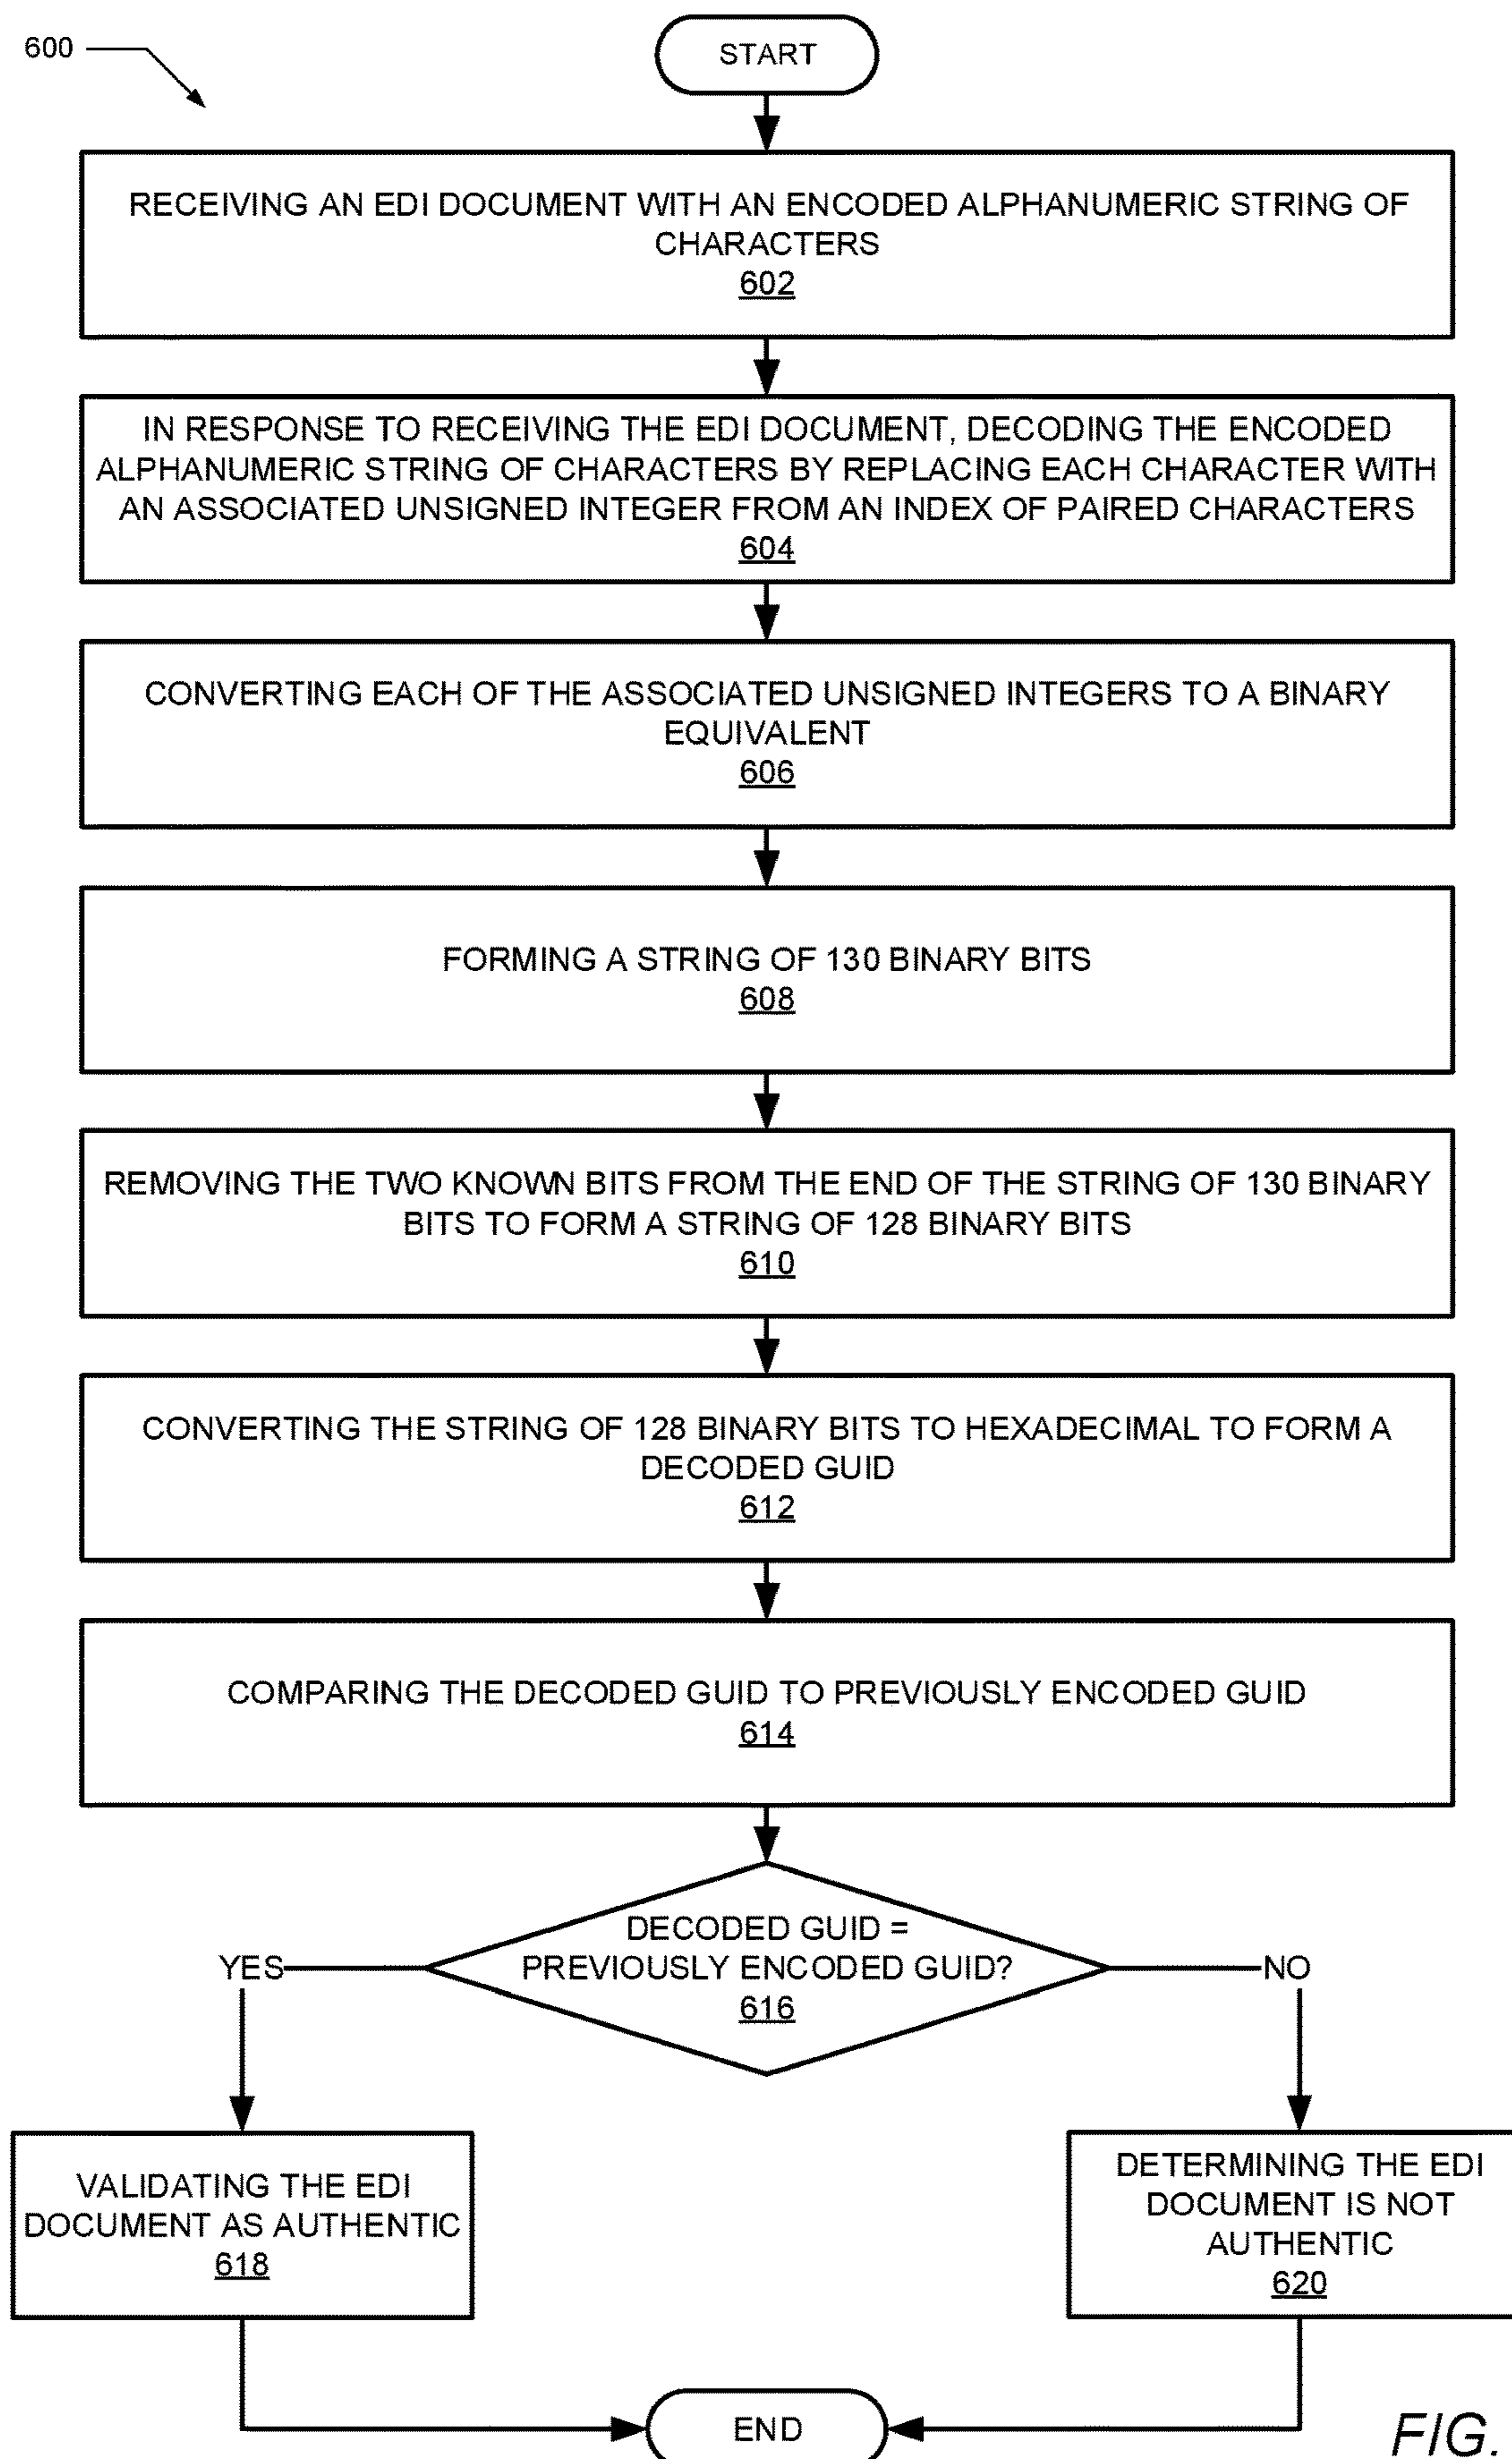 600
START
RECEIVING AN EDI DOCUMENT WITH AN ENCODED ALPHANUMERIC STRING OF
CHARACTERS
602
IN RESPONSE TO RECEIVING THE EDI DOCUMENT, DECODING THE ENCODED
ALPHANUMERIC STRING OF CHARACTERS BY REPLACING EACH CHARACTER WITH
AN ASSOCIATED UNSIGNED INTEGER FROM AN INDEX OF PAIRED CHARACTERS
604
CONVERTING EACH OF THE ASSOCIATED UNSIGNED INTEGERS TO A BINARY
EQUIVALENT
606
FORMING A STRING OF 130 BINARY BITS
608
REMOVING THE TWO KNOWN BITS FROM THE END OF THE STRING OF 130 BINARY
BITS TO FORM A STRING OF 128 BINARY BITS
610
CONVERTING THE STRING OF 128 BINARY BITS TO HEXADECIMAL TO FORM A
DECODED GUID
612
COMPARING THE DECODED GUID TO PREVIOUSLY ENCODED GUID
614
DECODED GUID =
PREVIOUSLY ENCODED GUID?
616
YES
NO
VALIDATING THE EDI
DOCUMENT AS AUTHENTIC
618
DETERMINING THE EDI
DOCUMENT IS NOT
AUTHENTIC
620
END
FIG.